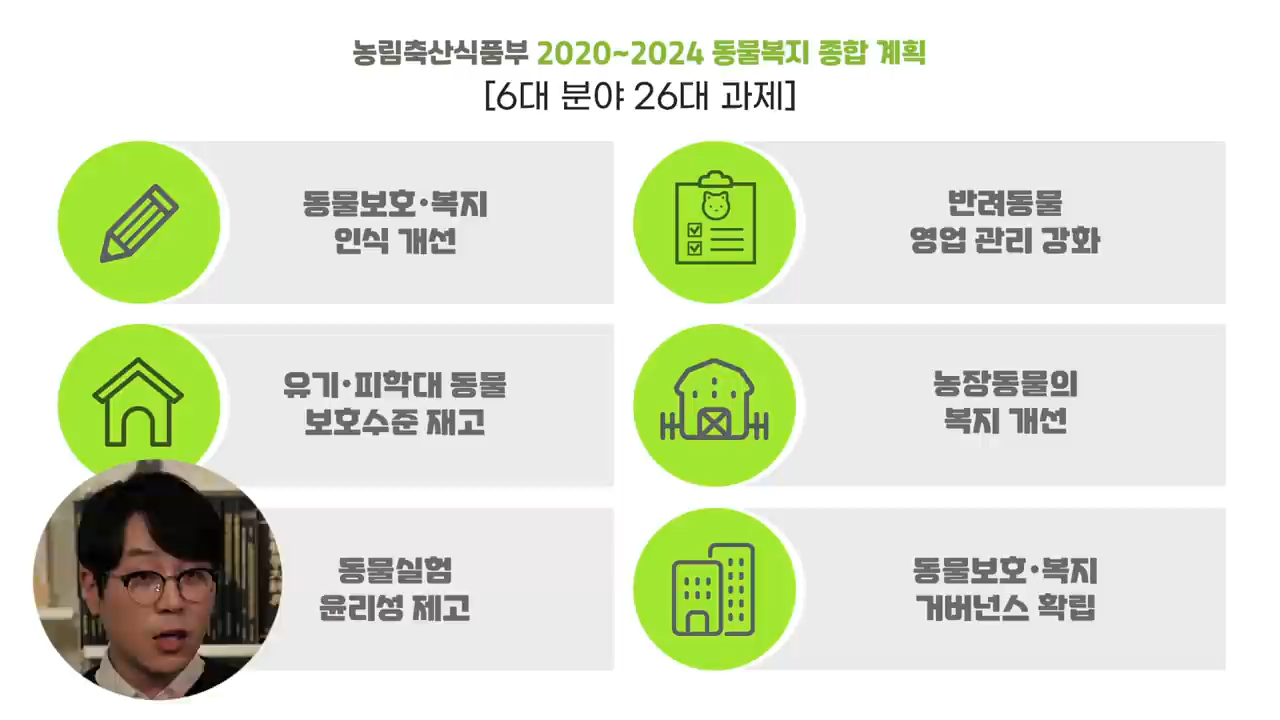 농림축산식품부 2020~2024 동물복지 종합 계획
[6대 분야 26대 과제]
동물보호·복지
인식 개선
반려동물
영업 관리 강화
유기·피학대 동물
보호수준 재고
농장동물의
복지 개선
동물실험
윤리성 제고
동물보호·복지
거버넌스 확립